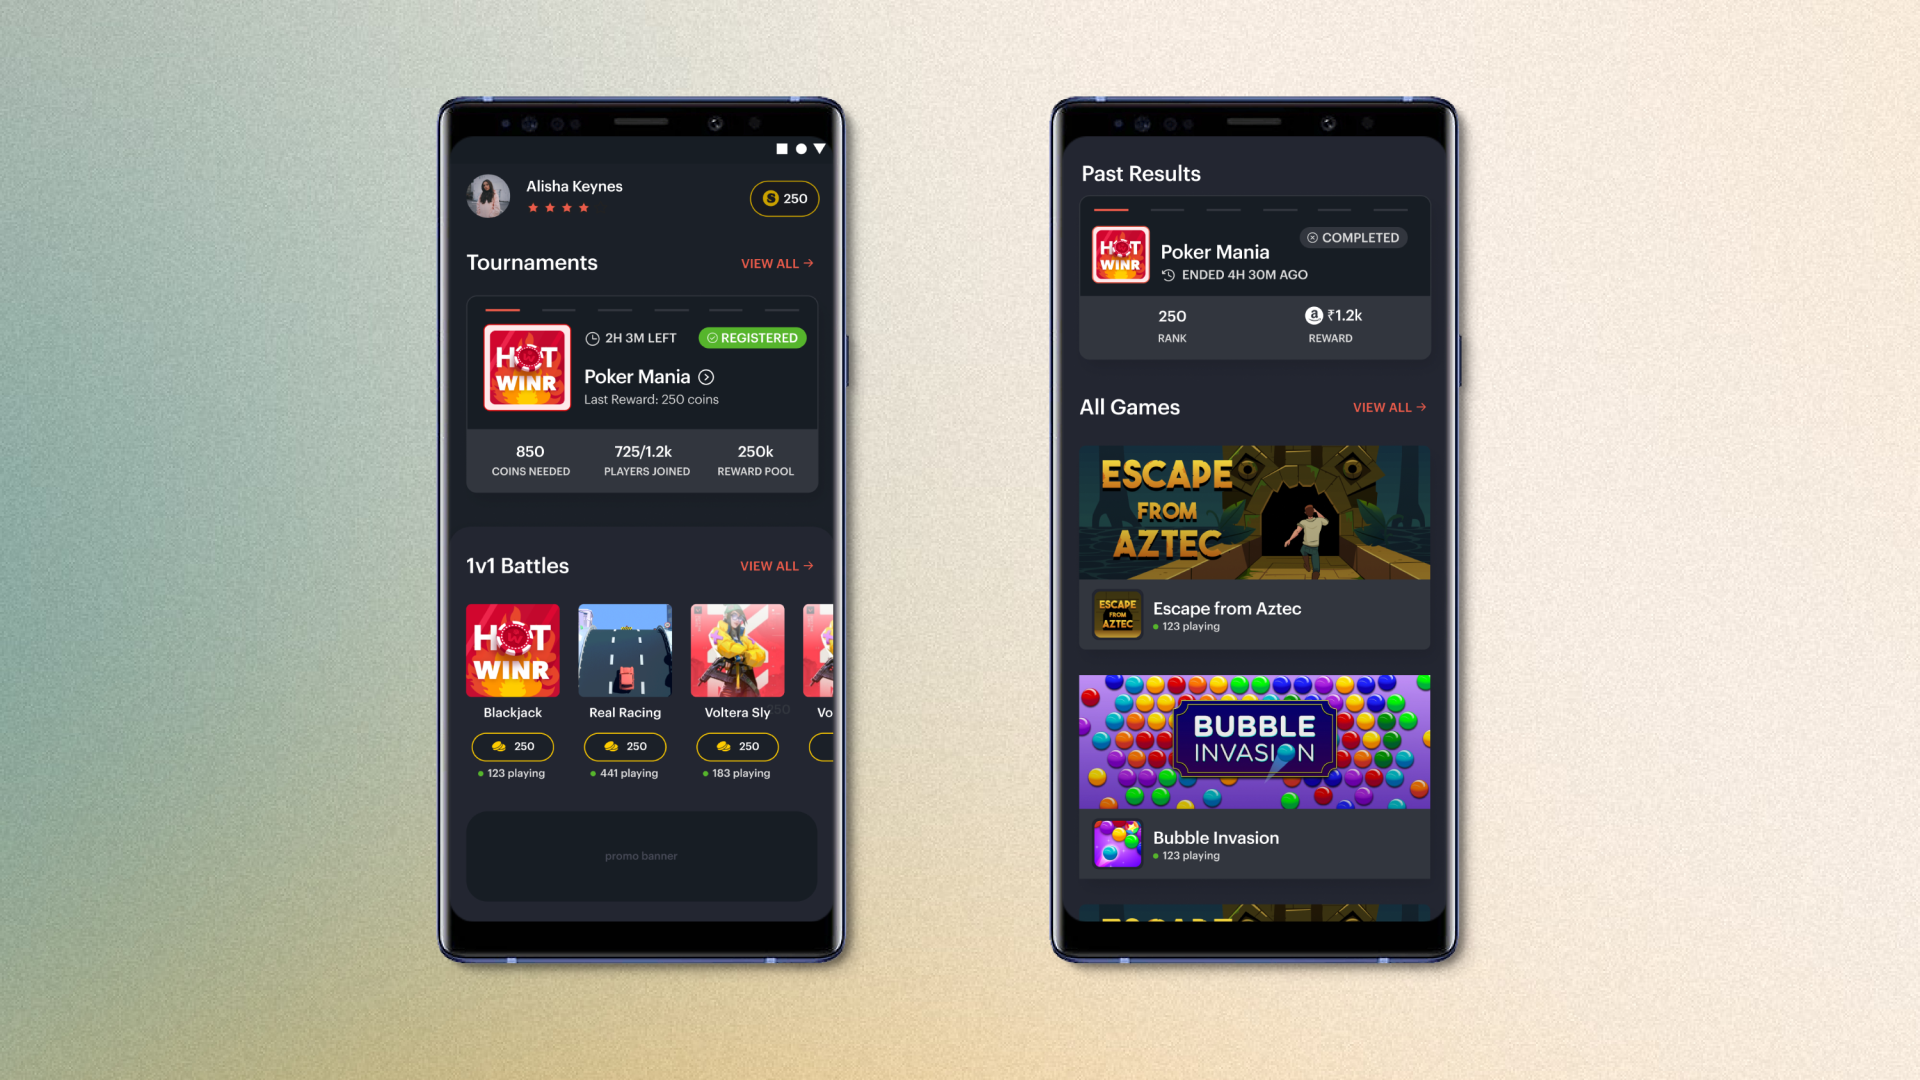 Alisha Keynes
250
Tournaments
VIEW ALL →
HOT
WINR
2H 3M LEFT
REGISTERED
Poker Mania
Last Reward: 250 coins
850
COINS NEEDED
725/1.2k
PLAYERS JOINED
250k
REWARD POOL
1v1 Battles
VIEW ALL →
HOT
WINR
Blackjack
250
123 playing
Real Racing
250
441 playing
Voltera Sly
250
250
183 playing
Vo
promo banner
Past Results
HOT
WINR
COMPLETED
Poker Mania
ENDED 4H 30M AGO
250
RANK
a ₹1.2k
REWARD
All Games
VIEW ALL →
ESCAPE
FROM
AZTEC
ESCAPE
FROM
AZTEC
Escape from Aztec
123 playing
BUBBLE
INVASION
Bubble Invasion
123 playing